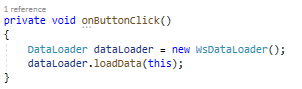 1 reference
private void onButtonClick()
{
    DataLoader dataLoader = new WsDataLoader();
    dataLoader.loadData(this);
}